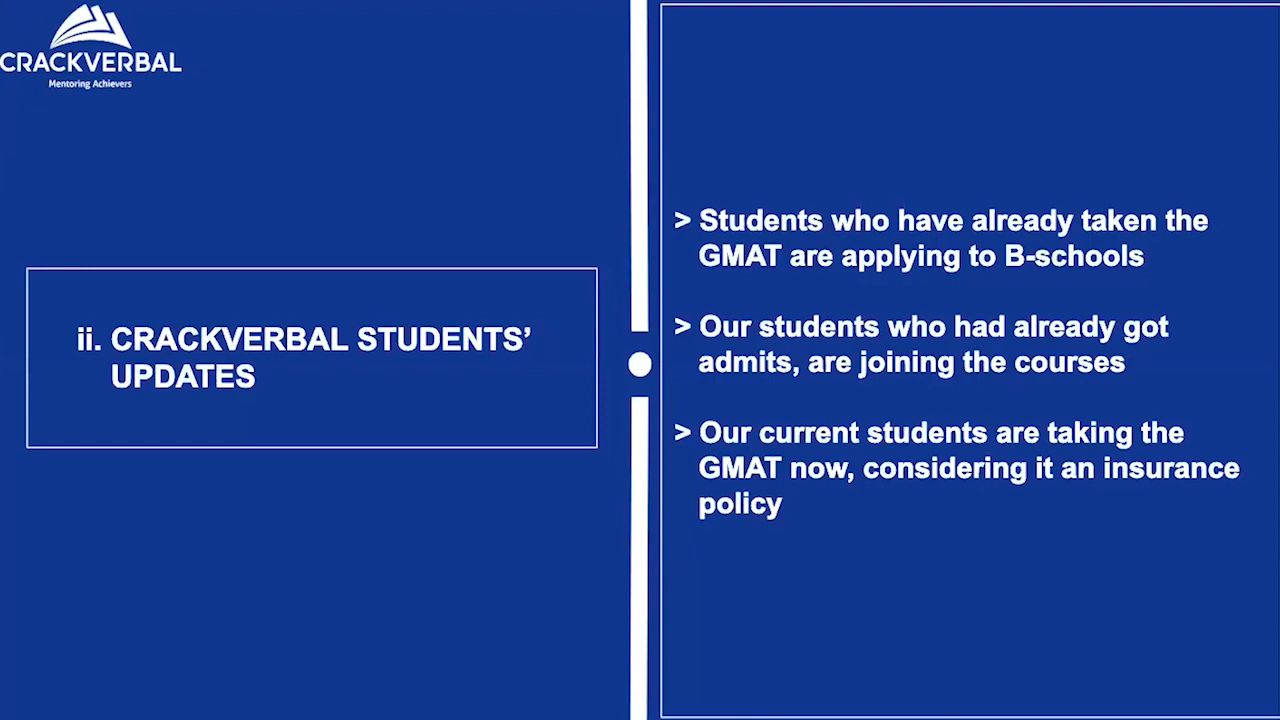 CRACKVERBAL
Mentoring Achievers
ii. CRACKVERBAL STUDENTS’
UPDATES
> Students who have already taken the
GMAT are applying to B-schools
> Our students who had already got
admits, are joining the courses
> Our current students are taking the
GMAT now, considering it an insurance
policy